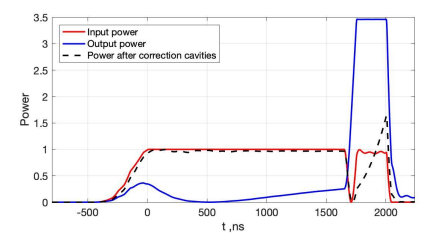 3.5
3
2.5
2
1.5
1
0.5
0
Power
Input power
Output power
Power after correction cavities
-500
0
500
1000
1500
2000
t ,ns